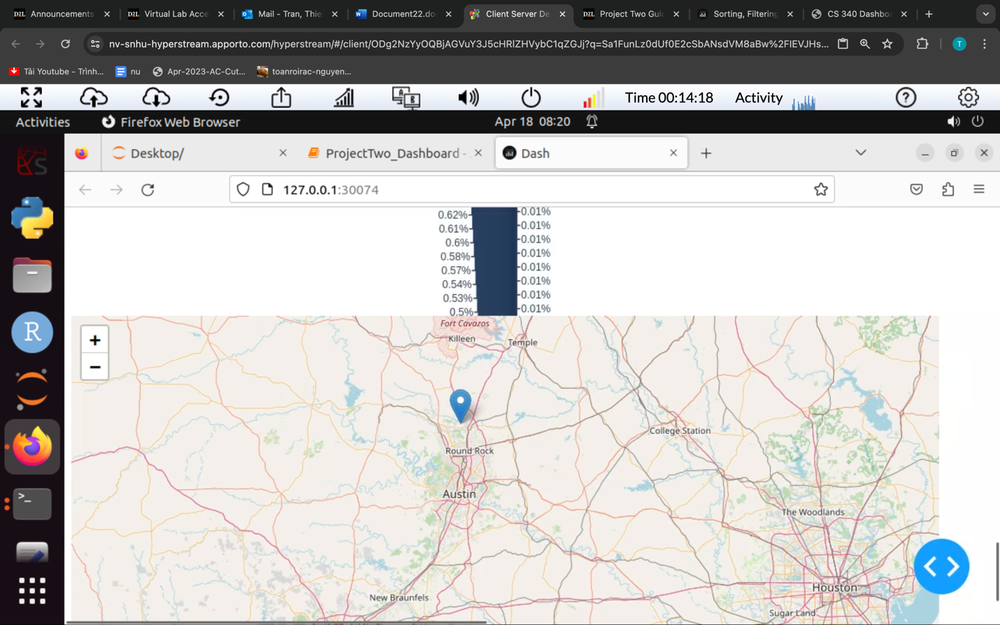 Announcements
Virtual Lab Acce
Mail - Tran, Thie
Document22.do
Client Server De
Project Two Gui
Sorting, Filtering
CS 340 Dashbo
nv-snhu-hyperstream.apporto.com/hyperstream/#/client/ODg2NzYyOQBjAGVuY3J5cHRlZHVybC1qZGJj?q=Sa1FunLz0dUf0E2cSbANsdVM8aBw%2FlEVJHs...
T
Tải Youtube - Trình...
nu
Apr-2023-AC-Cut...
toanroirac-nguyen...
Time 00:14:18
Activity
Activities
Firefox Web Browser
Apr 18 08:20
Desktop/
ProjectTwo_Dashboard -
Dash
127.0.0.1:30074
0.62%
0.61%
0.6%
0.58%
0.57%
0.54%
0.53%
0.5%
0.01%
0.01%
0.01%
0.01%
0.01%
0.01%
0.01%
0.01%
+
−
Fort Cavazos
Killeen
Temple
College Station
Round Rock
Austin
The Woodlands
Houston
New Braunfels
Sugar Land